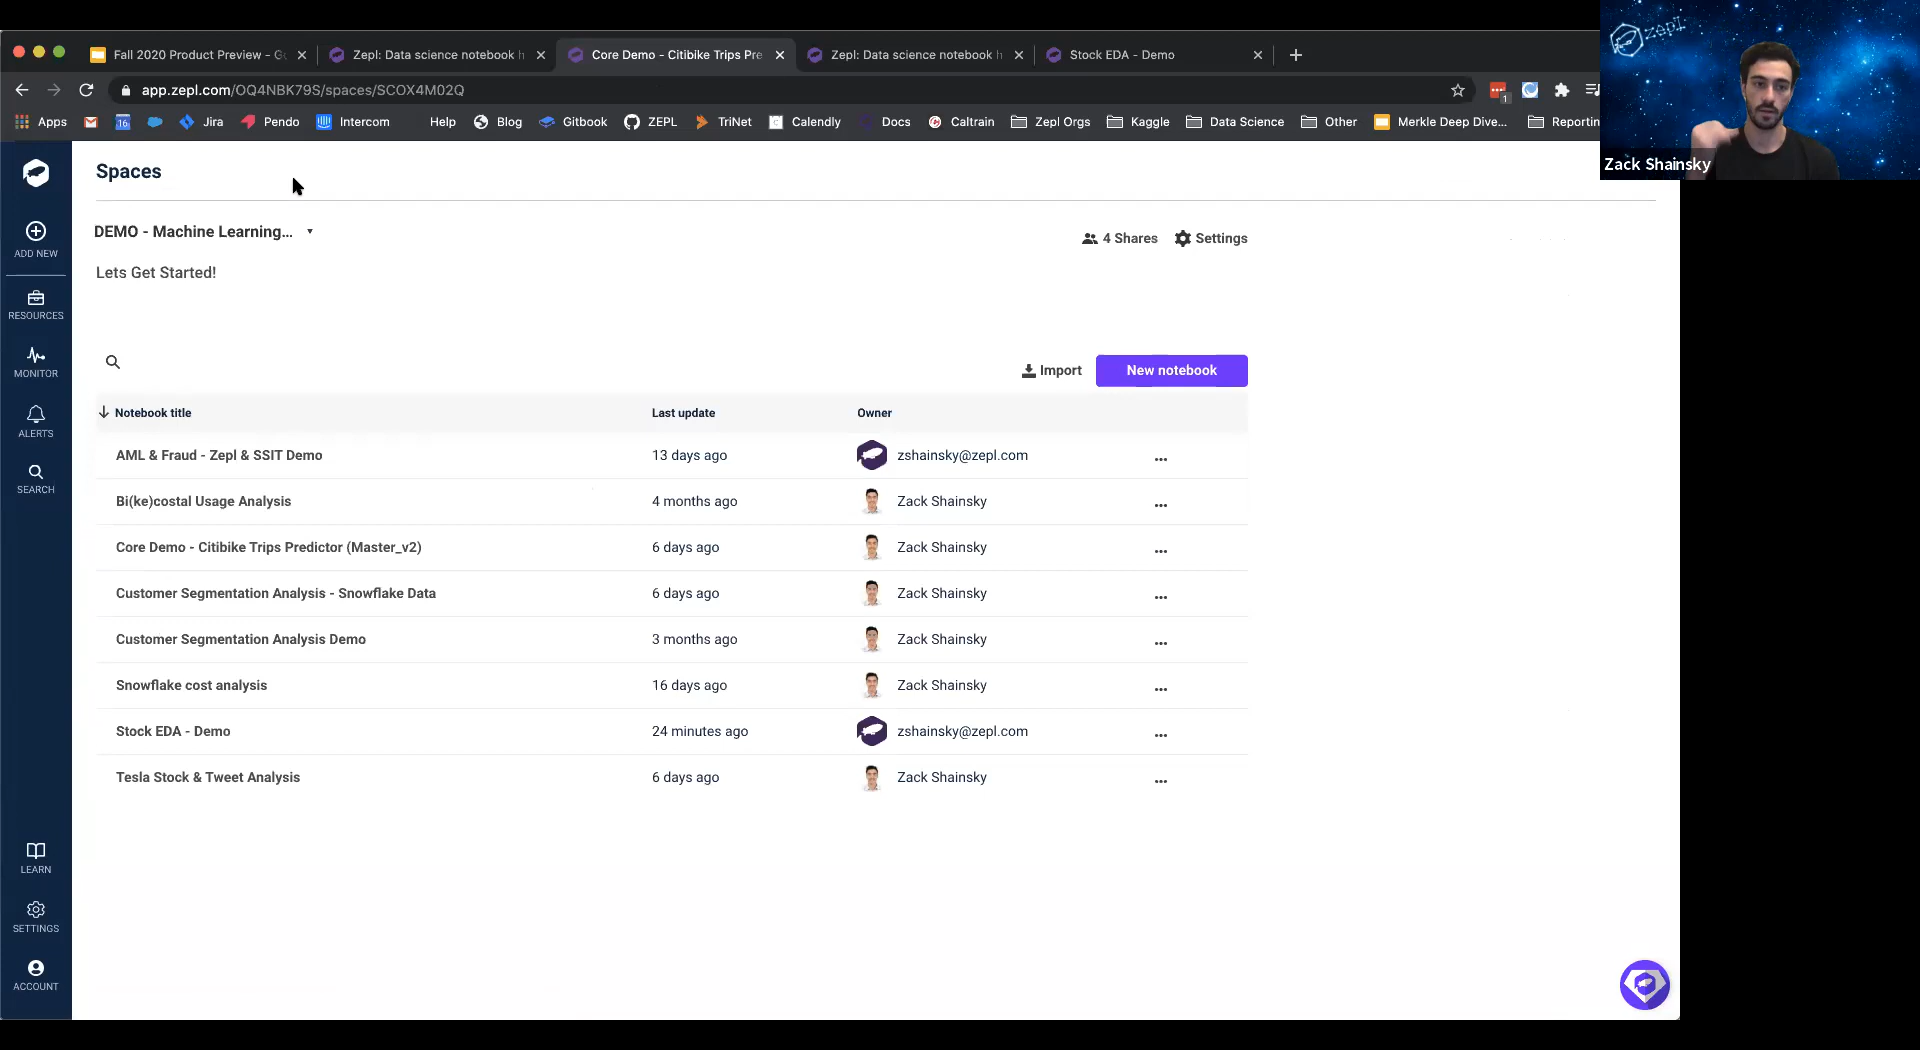 Fall 2020 Product Preview - Go
Zepl: Data science notebook h
Core Demo - Citibike Trips Pre
Zepl: Data science notebook h
Stock EDA - Demo
app.zepl.com/OQ4NBK79S/spaces/SCOX4M02Q
1
Apps
16
Jira
Pendo
Intercom
Help
Blog
Gitbook
ZEPL
TriNet
Calendly
Docs
Caltrain
Zepl Orgs
Kaggle
Data Science
Other
Merkle Deep Dive...
Reportin
zepl
Zack Shainsky
Spaces
ADD NEW
RESOURCES
MONITOR
ALERTS
SEARCH
LEARN
SETTINGS
ACCOUNT
DEMO - Machine Learning...
4 Shares
Settings
Lets Get Started!
Import
New notebook
Notebook title Last update Owner
AML & Fraud - Zepl & SSIT Demo 13 days ago zshainsky@zepl.com ...
Bi(ke)costal Usage Analysis 4 months ago Zack Shainsky ...
Core Demo - Citibike Trips Predictor (Master_v2) 6 days ago Zack Shainsky ...
Customer Segmentation Analysis - Snowflake Data 6 days ago Zack Shainsky ...
Customer Segmentation Analysis Demo 3 months ago Zack Shainsky ...
Snowflake cost analysis 16 days ago Zack Shainsky ...
Stock EDA - Demo 24 minutes ago zshainsky@zepl.com ...
Tesla Stock & Tweet Analysis 6 days ago Zack Shainsky ...